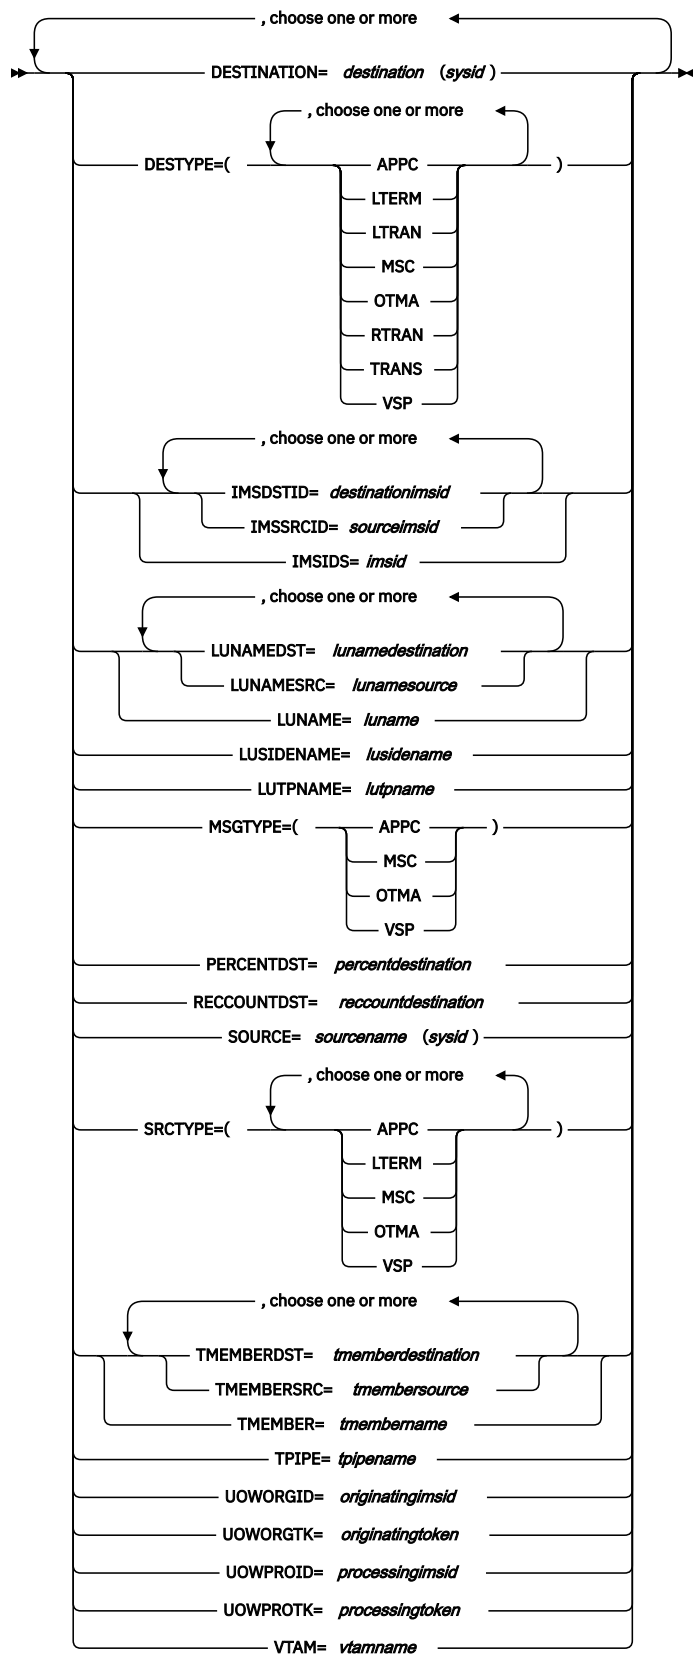 , choose one or more
DESTINATION= destination (sysid)
, choose one or more
DESTYPE=( APPC )
LTERM
LTRAN
MSC
OTMA
RTRAN
TRANS
VSP
, choose one or more
IMSDSTID= destinationimsid
IMSSRCID= sourceimsid
IMSIDS= imsid
, choose one or more
LUNAMEDST= lunamedestination
LUNAMESRC= lunamesource
LUNAME= luname
LUSIDENAME= lusidename
LUTPNAME= lutpname
MSGTYPE=( APPC )
MSC
OTMA
VSP
PERCENTDST= percentdestination
RECCOUNTDST= reccountdestination
SOURCE= sourcename (sysid)
, choose one or more
SRCTYPE=( APPC )
LTERM
MSC
OTMA
VSP
, choose one or more
TMEMBERDST= tmemberdestination
TMEMBERSRC= tmembersource
TMEMBER= tmembername
TPIPE= tpipename
UOWORGID= originatingimsid
UOWORGTK= originatingtoken
UOWPROID= processingimsid
UOWPROTK= processingtoken
VTAM= vtamname